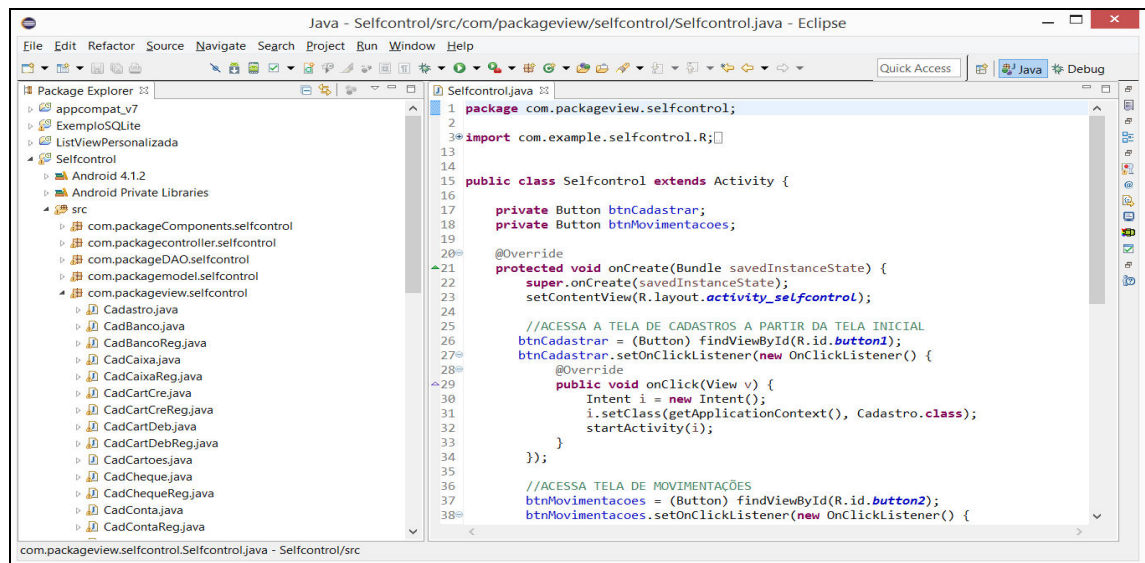 Java - Selfcontrol/src/com/packageview/selfcontrol/Selfcontrol.java - Eclipse
File Edit Refactor Source Navigate Search Project Run Window Help
Quick Access
Java
Debug
Package Explorer
appcompat_v7
ExemploSQLite
ListViewPersonalizada
Selfcontrol
Android 4.1.2
Android Private Libraries
src
com.packageComponents.selfcontrol
com.packagecontroller.selfcontrol
com.packageDAO.selfcontrol
com.packagemodel.selfcontrol
com.packageview.selfcontrol
Cadastro.java
CadBanco.java
CadBancoReg.java
CadCaixa.java
CadCaixaReg.java
CadCartCre.java
CadCartCreReg.java
CadCartDeb.java
CadCartDebReg.java
CadCartoes.java
CadCheque.java
CadChequeReg.java
CadConta.java
CadContaReg.java
Selfcontrol.java
1 package com.packageview.selfcontrol;
2
3 import com.example.selfcontrol.R;
13
14
15 public class Selfcontrol extends Activity {
16
17 private Button btnCadastrar;
18 private Button btnMovimentacoes;
19
20 @Override
21 protected void onCreate(Bundle savedInstanceState) {
22 super.onCreate(savedInstanceState);
23 setContentView(R.layout.activity_selfcontrol);
24
25 //ACESSA A TELA DE CADASTROS A PARTIR DA TELA INICIAL
26 btnCadastrar = (Button) findViewById(R.id.button1);
27 btnCadastrar.setOnClickListener(new OnClickListener() {
28 @Override
29 public void onClick(View v) {
30 Intent i = new Intent();
31 i.setClass(getApplicationContext(), Cadastro.class);
32 startActivity(i);
33 }
34 });
35
36 //ACESSA TELA DE MOVIMENTAÇÕES
37 btnMovimentacoes = (Button) findViewById(R.id.button2);
38 btnMovimentacoes.setOnClickListener(new OnClickListener() {
com.packageview.selfcontrol.Selfcontrol.java - Selfcontrol/src